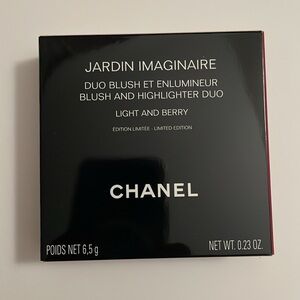 JARDIN IMAGINAIRE
DUO BLUSH ET ENLUMINEUR
BLUSH AND HIGHLIGHTER DUO
LIGHT AND BERRY
ÉDITION LIMITÉE - LIMITED EDITION
CHANEL
POIDS NET 6,5 g NET WT. 0.23 OZ.